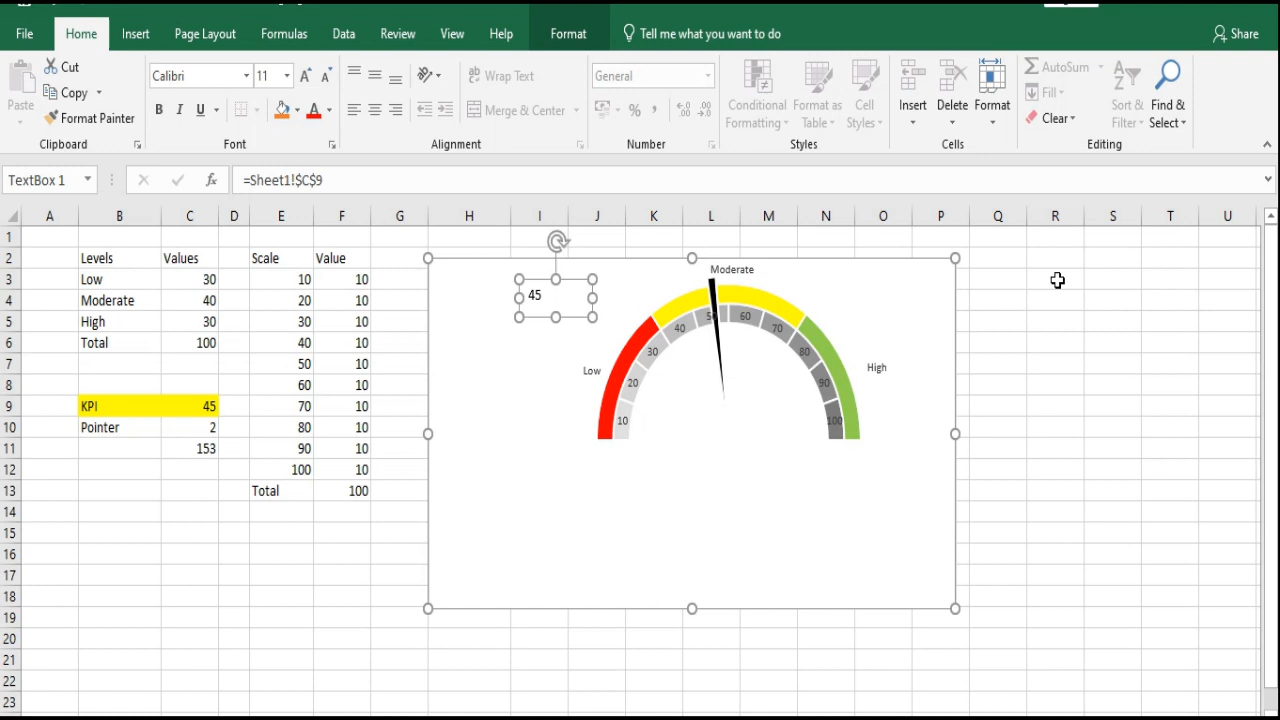 File Home Insert Page Layout Formulas Data Review View Help Format Tell me what you want to do Share
Paste Cut Copy Format Painter
Calibri 11
B I U A
ab Wrap Text
Merge & Center
General
% ,
Conditional Formatting
Format as Table
Cell Styles
Insert Delete Format
AutoSum
Fill
Clear
Sort & Filter
Find & Select
Clipboard Font Alignment Number Styles Cells Editing
TextBox 1 fx =Sheet1!$C$9
A B C D E F G H I J K L M N O P Q R S T U
1
2 Levels Values Scale Value
3 Low 30 10 10
4 Moderate 40 20 10
5 High 30 30 10
6 Total 100 40 10
7 50 10
8 60 10
9 KPI 45 70 10
10 Pointer 2 80 10
11 153 90 10
12 100 10
13 Total 100
14
15
16
17
18
19
20
21
22
23
45
Moderate
Low
High
10 20 30 40 60 70 80 90 100